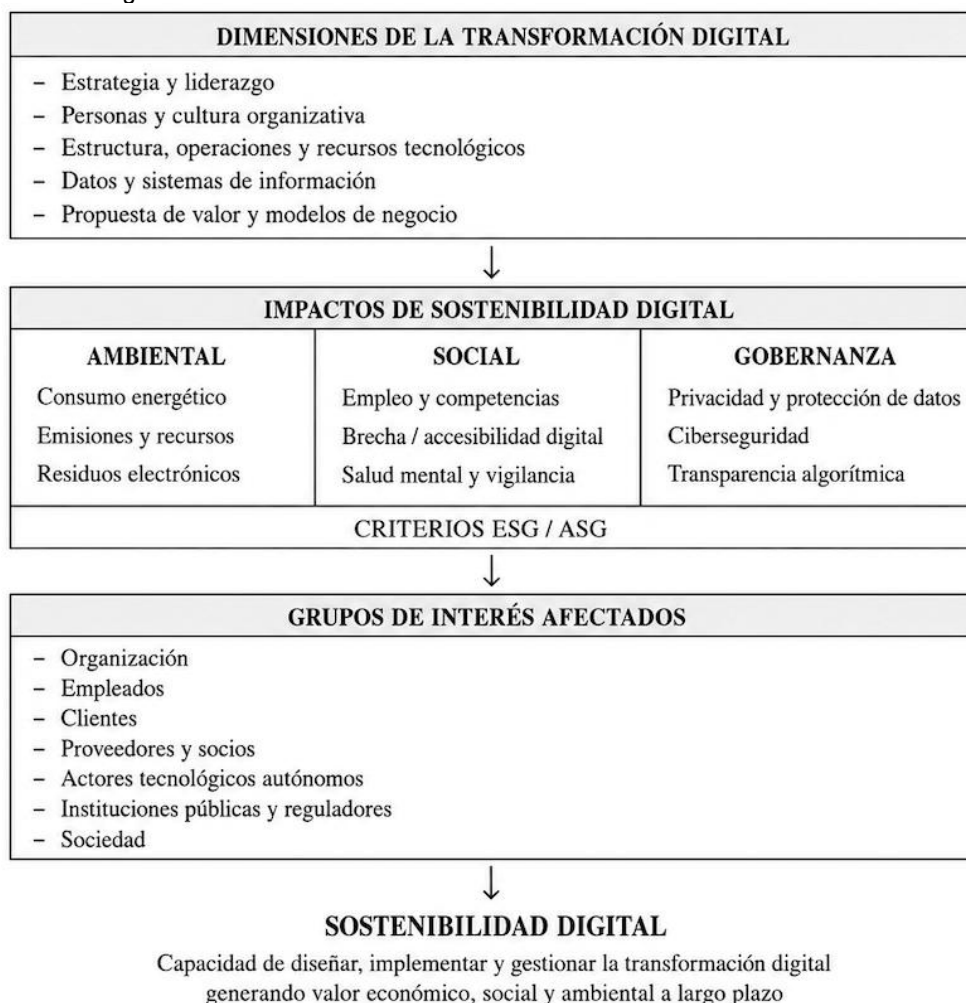 DIMENSIONES DE LA TRANSFORMACIÓN DIGITAL
– Estrategia y liderazgo
– Personas y cultura organizativa
– Estructura, operaciones y recursos tecnológicos
– Datos y sistemas de información
– Propuesta de valor y modelos de negocio
↓
IMPACTOS DE SOSTENIBILIDAD DIGITAL
AMBIENTAL
Consumo energético
Emisiones y recursos
Residuos electrónicos
SOCIAL
Empleo y competencias
Brecha / accesibilidad digital
Salud mental y vigilancia
GOBERNANZA
Privacidad y protección de datos
Ciberseguridad
Transparencia algorítmica
CRITERIOS ESG / ASG
↓
GRUPOS DE INTERÉS AFECTADOS
– Organización
– Empleados
– Clientes
– Proveedores y socios
– Actores tecnológicos autónomos
– Instituciones públicas y reguladores
– Sociedad
↓
SOSTENIBILIDAD DIGITAL
Capacidad de diseñar, implementar y gestionar la transformación digital
generando valor económico, social y ambiental a largo plazo